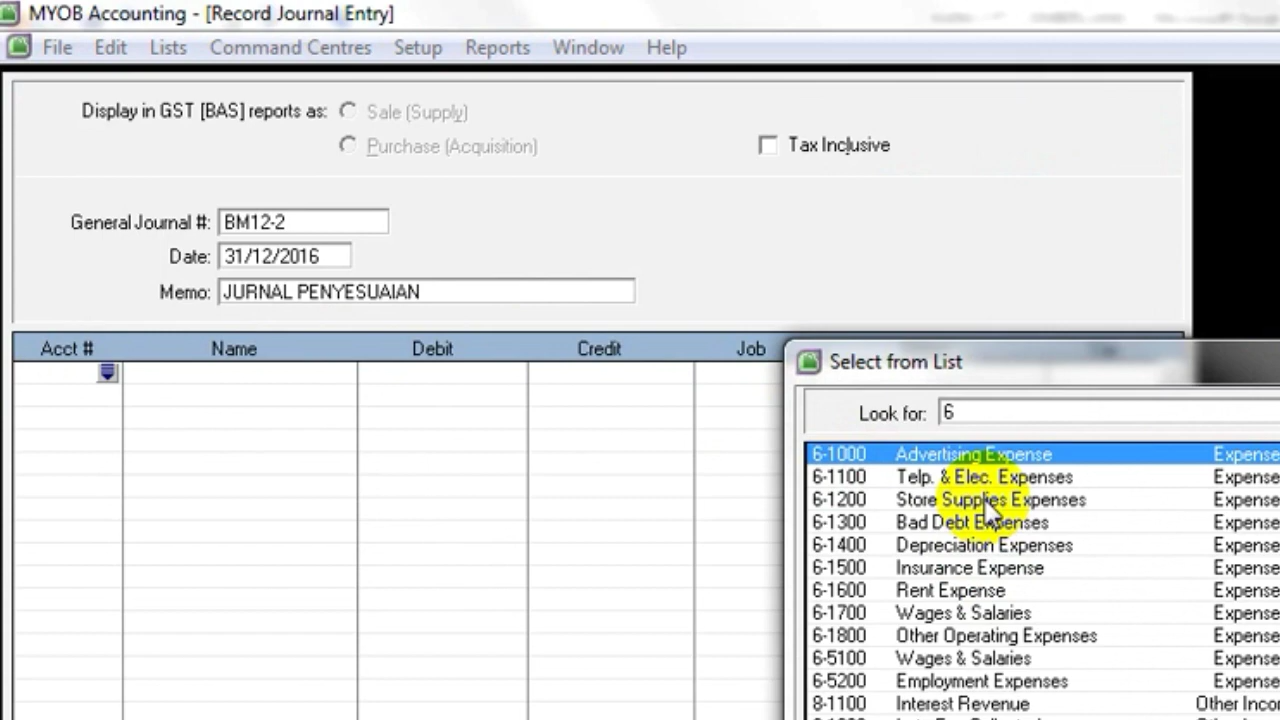 MYOB Accounting - [Record Journal Entry]
File Edit Lists Command Centres Setup Reports Window Help
Display in GST [BAS] reports as: Sale (Supply)
Purchase (Acquisition) Tax Inclusive
General Journal #: BM12-2
Date: 31/12/2016
Memo: JURNAL PENYESUAIAN
Acct # Name Debit Credit Job
Select from List
Look for: 6
6-1000 Advertising Expense Expense
6-1100 Telp. & Elec. Expenses Expense
6-1200 Store Supplies Expenses Expense
6-1300 Bad Debt Expenses Expense
6-1400 Depreciation Expenses Expense
6-1500 Insurance Expense Expense
6-1600 Rent Expense Expense
6-1700 Wages & Salaries Expense
6-1800 Other Operating Expenses Expense
6-5100 Wages & Salaries Expense
6-5200 Employment Expenses Expense
8-1100 Interest Revenue Other Inco